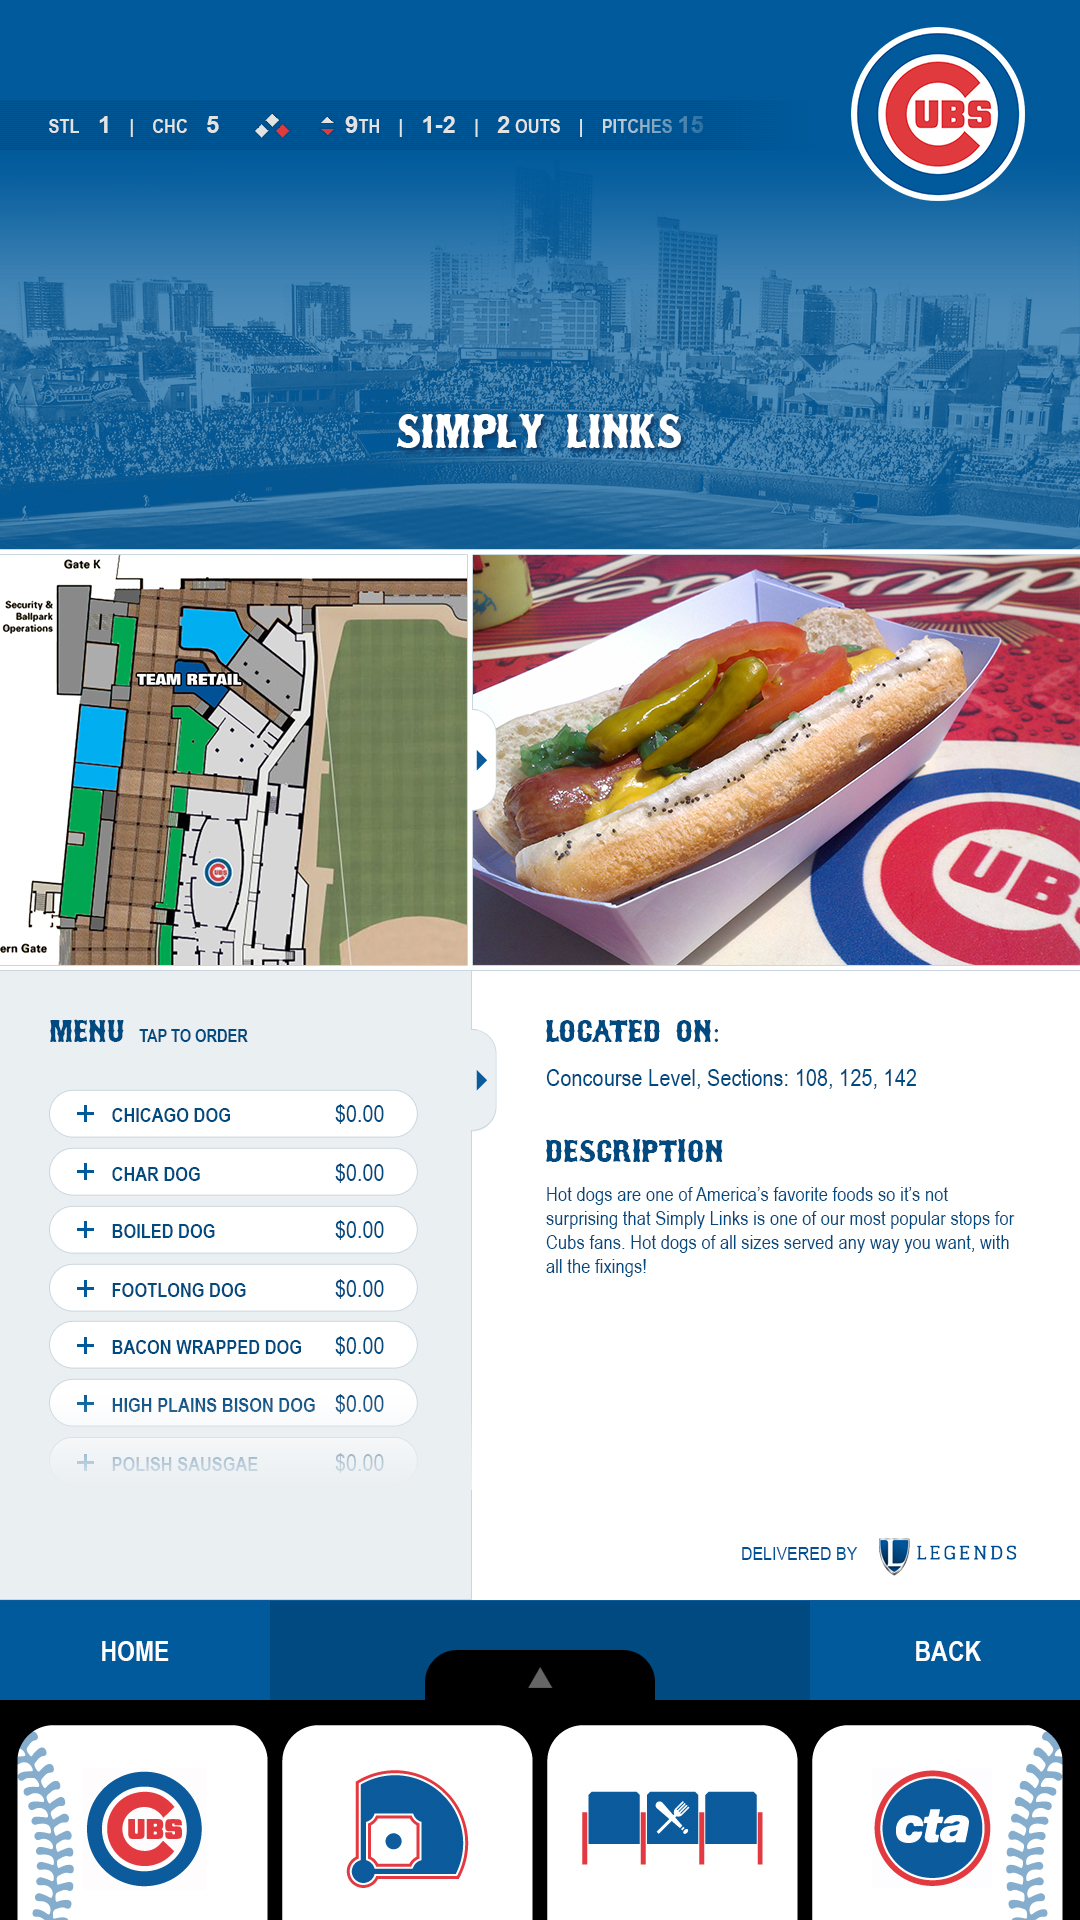 STL 1 | CHC 5 9TH | 1-2 | 2 OUTS | PITCHES 15
CUBS
SIMPLY LINKS
Gate K
Security &
Ballpark
Operations
TEAM RETAIL
ern Gate
UB
MENU TAP TO ORDER
+ CHICAGO DOG $0.00
+ CHAR DOG $0.00
+ BOILED DOG $0.00
+ FOOTLONG DOG $0.00
+ BACON WRAPPED DOG $0.00
+ HIGH PLAINS BISON DOG $0.00
+ POLISH SAUSGAE $0.00
LOCATED ON:
Concourse Level, Sections: 108, 125, 142
DESCRIPTION
Hot dogs are one of America's favorite foods so it's not
surprising that Simply Links is one of our most popular stops for
Cubs fans. Hot dogs of all sizes served any way you want, with
all the fixings!
DELIVERED BY L LEGENDS
HOME
BACK
CUBS
cta